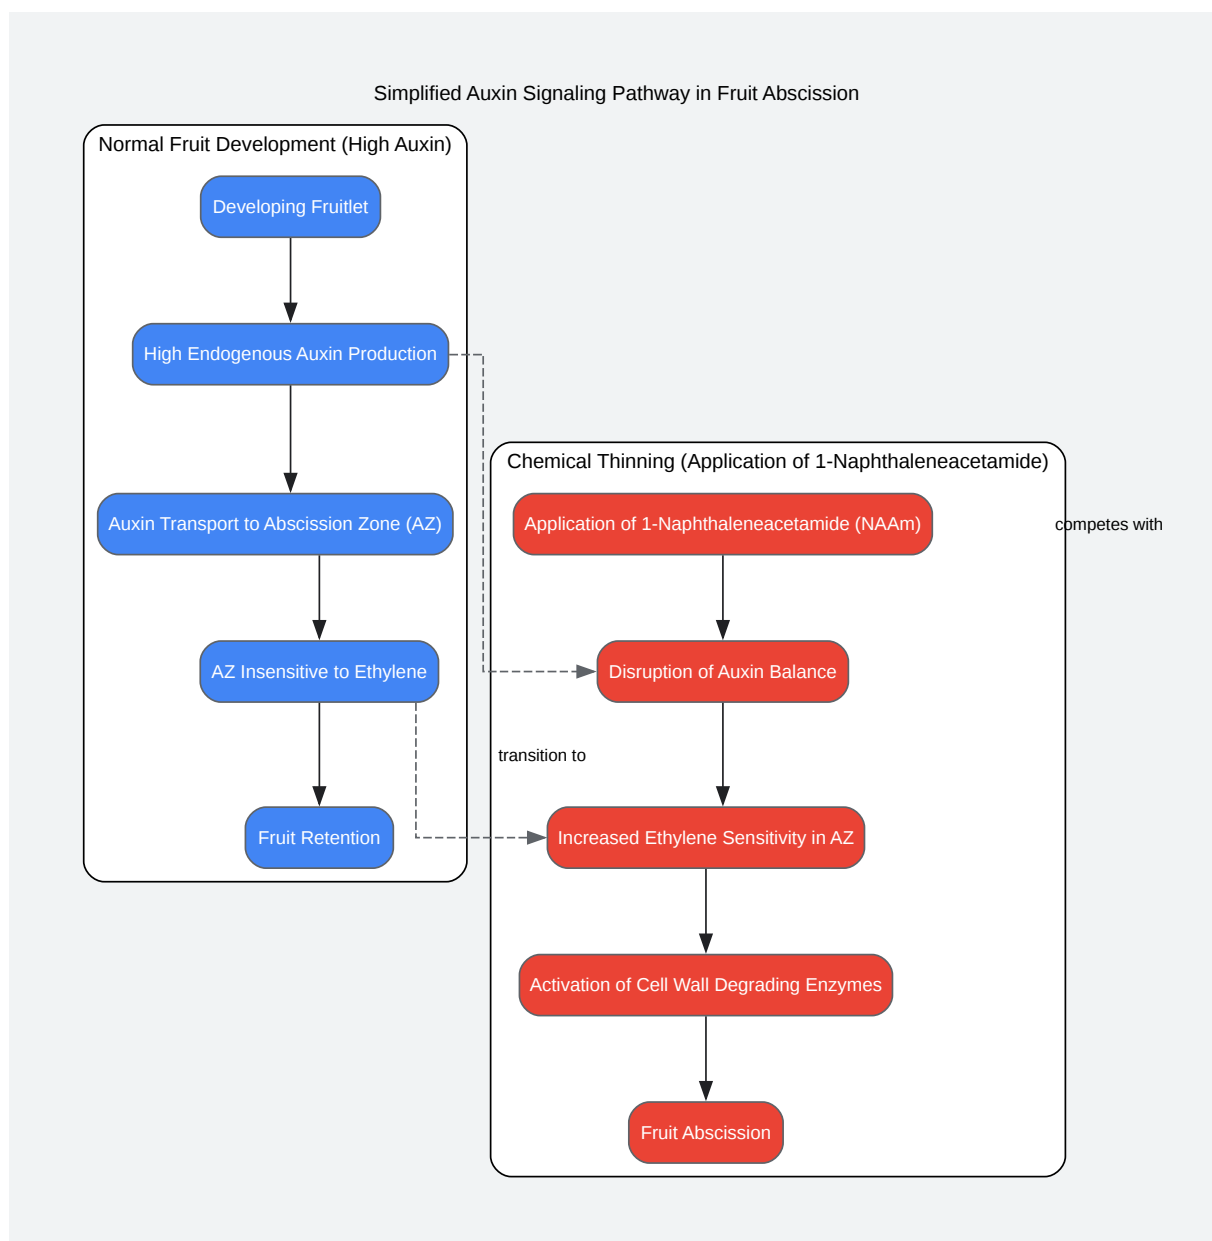 Simplified Auxin Signaling Pathway in Fruit Abscission
Normal Fruit Development (High Auxin)
Developing Fruitlet
High Endogenous Auxin Production
Auxin Transport to Abscission Zone (AZ)
AZ Insensitive to Ethylene
Fruit Retention
Chemical Thinning (Application of 1-Naphthaleneacetamide)
Application of 1-Naphthaleneacetamide (NAAm)
competes with
Disruption of Auxin Balance
transition to
Increased Ethylene Sensitivity in AZ
Activation of Cell Wall Degrading Enzymes
Fruit Abscission